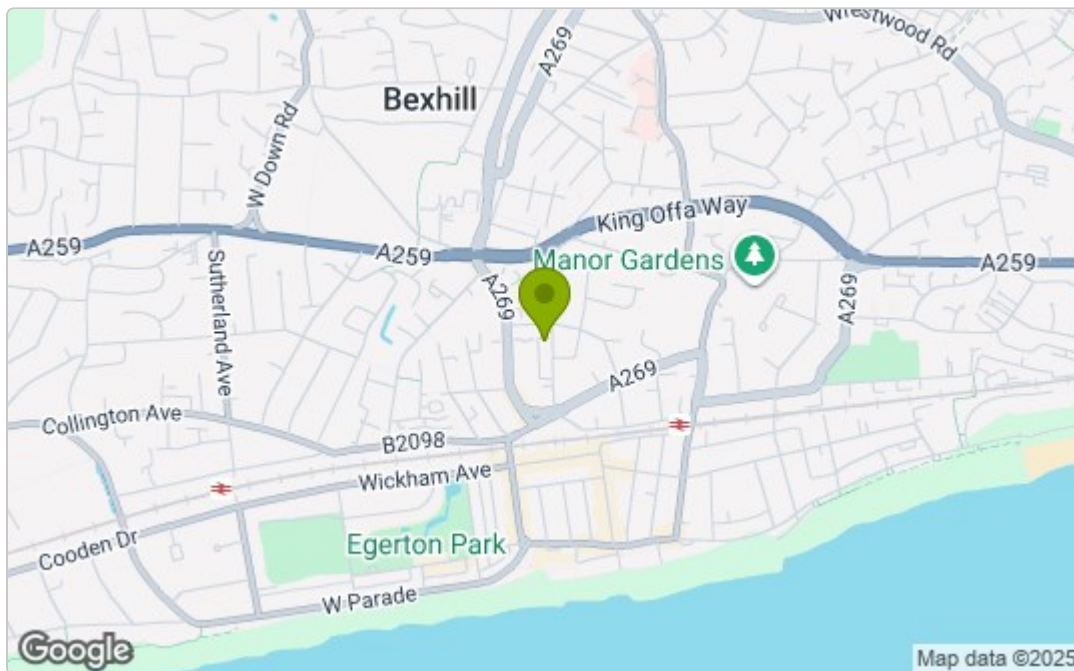 Wrestwood Rd
A269
A269
Bexhill
W Down Rd
King Offa Way
A259
A259
Manor Gardens
A259
A269
A269
Sutherland Ave
A269
Collington Ave
B2098
Wickham Ave
Egerton Park
Cooden Dr
W Parade
Google
Map data ©2025